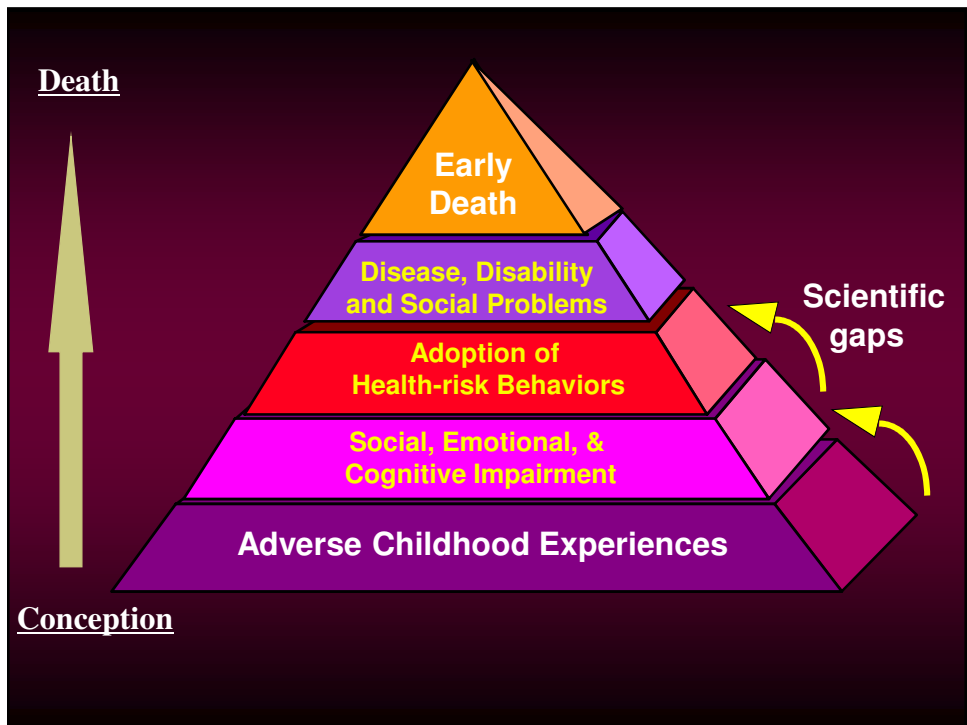 Death
Early
Death
Disease, Disability
and Social Problems
Scientific
gaps
Adoption of
Health-risk Behaviors
Social, Emotional, &
Cognitive Impairment
Adverse Childhood Experiences
Conception